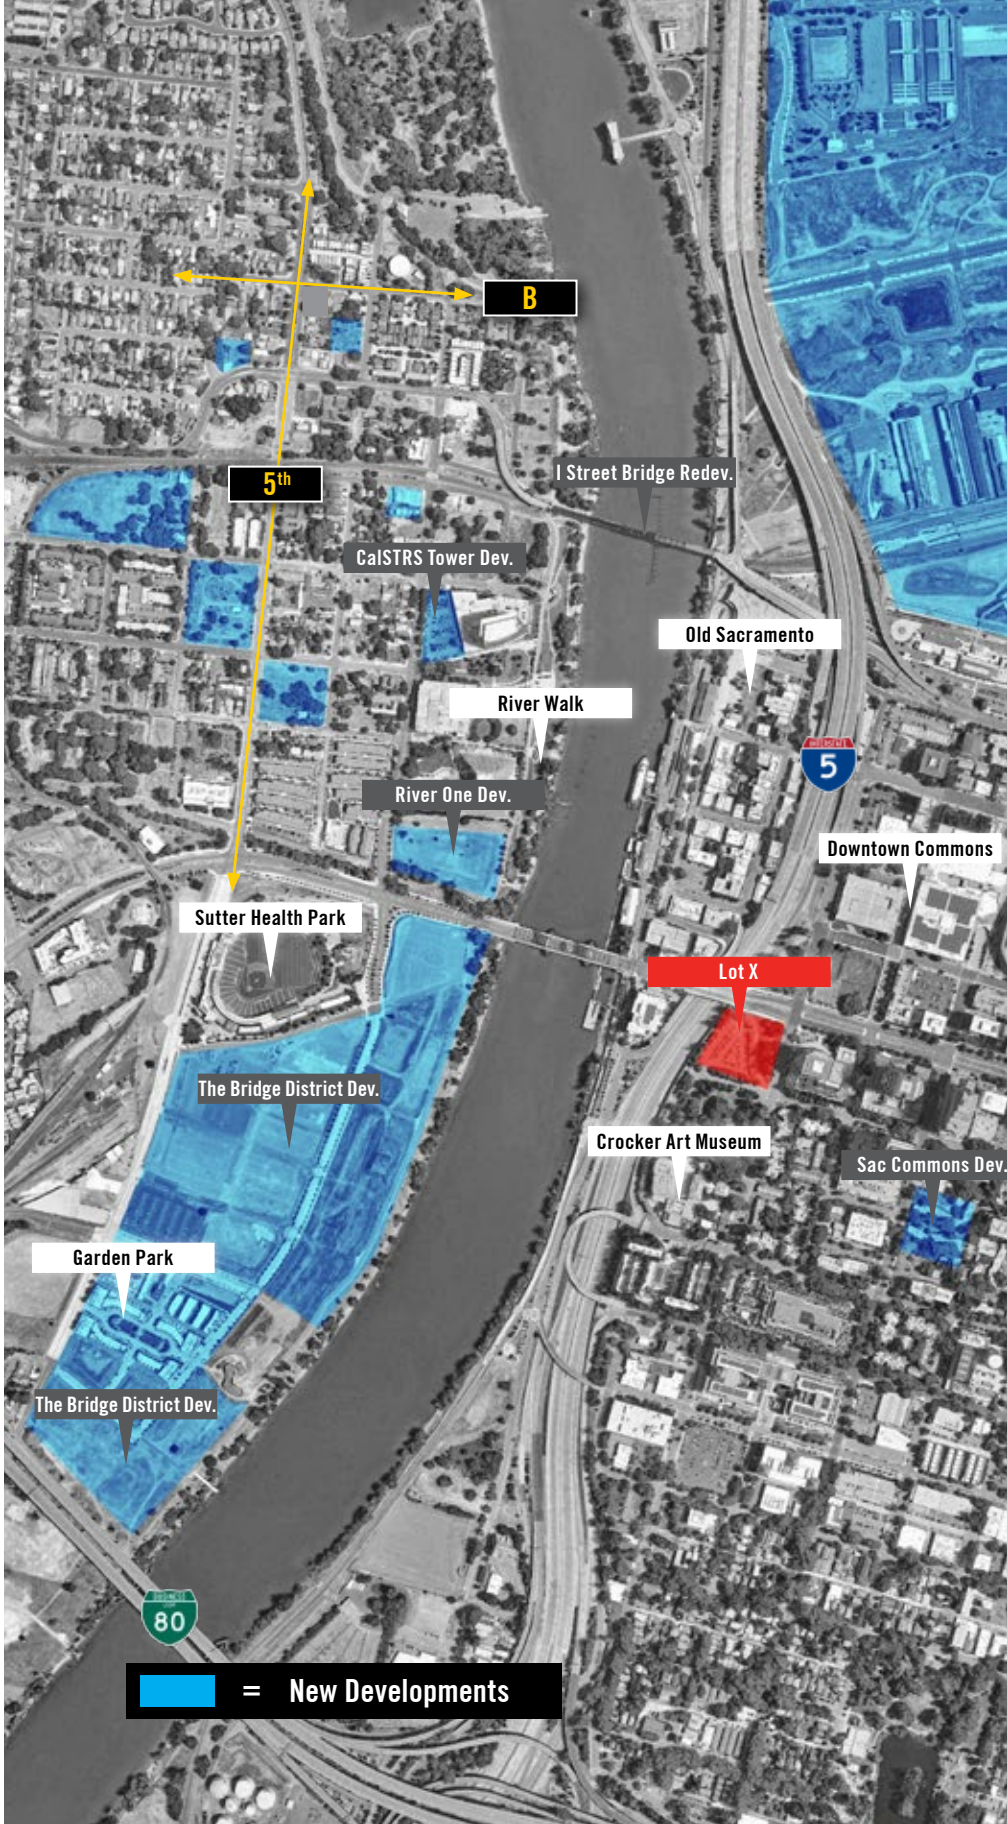 B
I Street Bridge Redev.
5th
CalSTRS Tower Dev.
Old Sacramento
River Walk
5
River One Dev.
Downtown Commons
Sutter Health Park
Lot X
The Bridge District Dev.
Crocker Art Museum
Sac Commons Dev.
Garden Park
The Bridge District Dev.
80
= New Developments